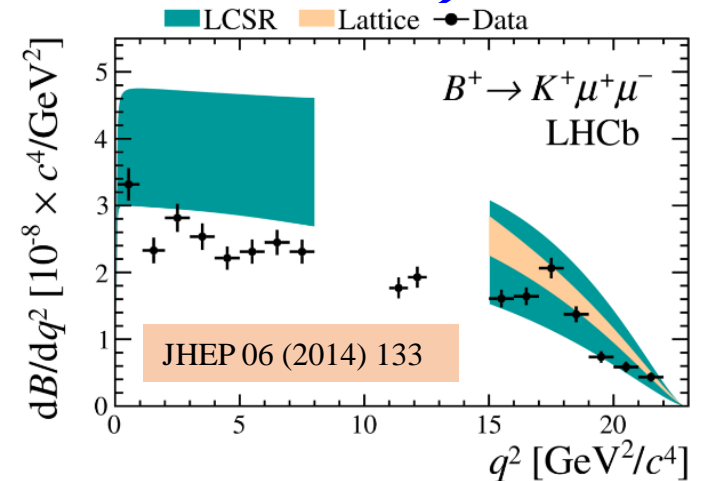 LCSR Lattice Data
dB/dq² [10⁻⁸ × c⁴/GeV²]
5
4
3
2
1
0
B⁺→ K⁺μ⁺μ⁻
LHCb
JHEP 06 (2014) 133
0 5 10 15 20
q² [GeV²/c⁴]